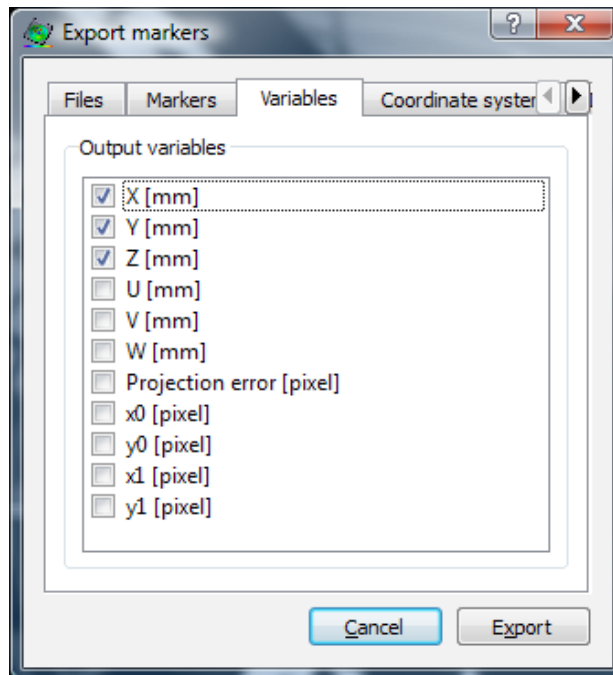 Export markers
Files Markers Variables Coordinate system
Output variables
X [mm]
Y [mm]
Z [mm]
U [mm]
V [mm]
W [mm]
Projection error [pixel]
x0 [pixel]
y0 [pixel]
x1 [pixel]
y1 [pixel]
Cancel Export